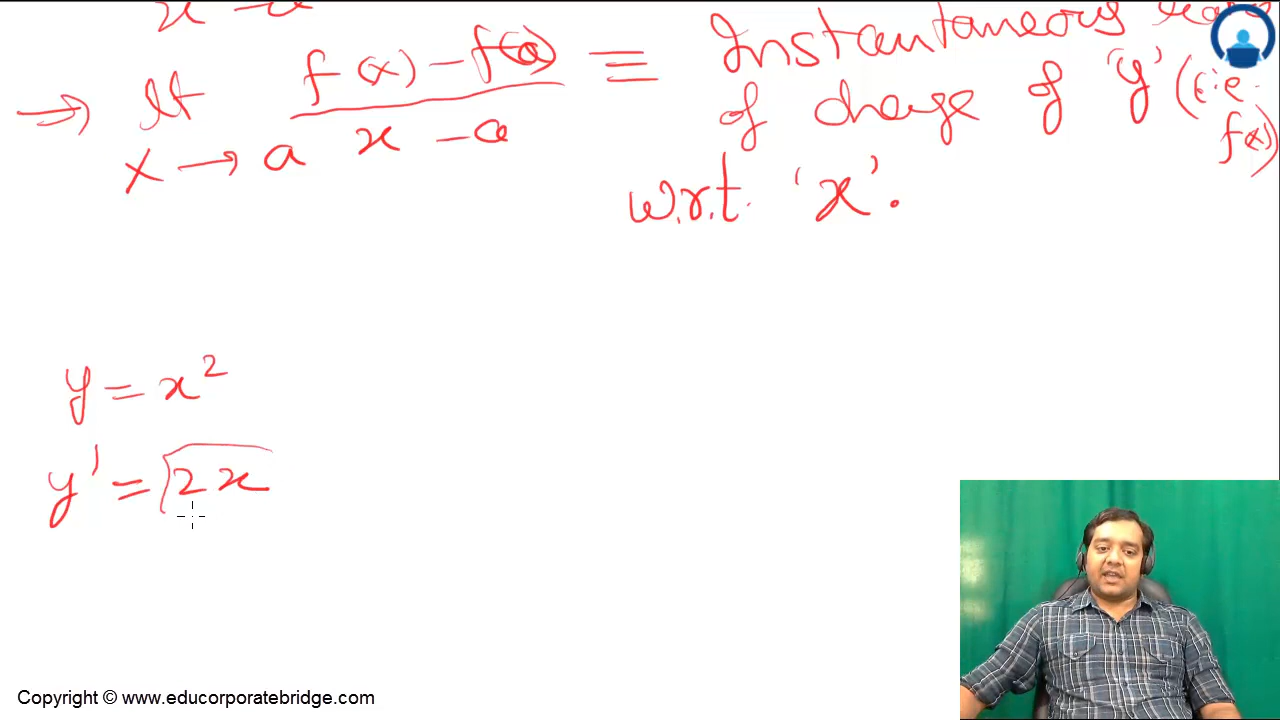 ⇒ lt f(x) - f(a) ≡ Instantaneous
x → a x - a of change of 'y' (i.e. f(x)
w.r.t. 'x'.
y = x²
y' = 2x
Copyright © www.educorporatebridge.com